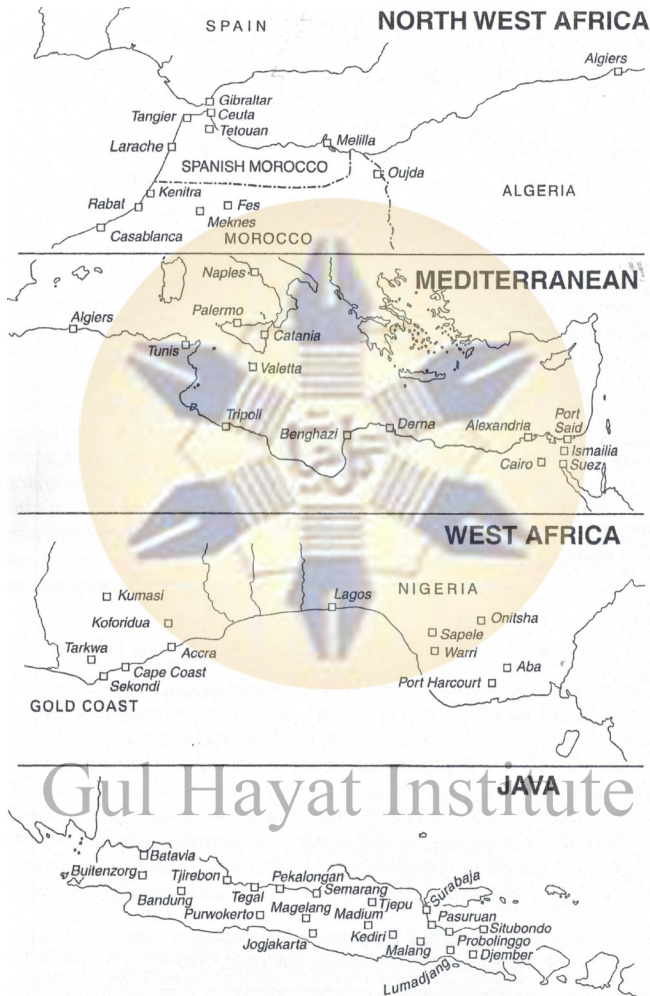 NORTH WEST AFRICA
SPAIN
Algiers
Gibraltar
Ceuta
Tangier
Tetouan
Larache
Melilla
SPANISH MOROCCO
Oujda
ALGERIA
Kenitra
Rabat
Fes
Meknes
Casablanca
MOROCCO
MEDITERRANEAN
Naples
Palermo
Algiers
Catania
Tunis
Valetta
Tripoli
Benghazi
Derna
Alexandria
Port
Said
Ismailia
Cairo
Suez
WEST AFRICA
NIGERIA
Lagos
Kumasi
Koforidua
Onitsha
Sapele
Tarkwa
Accra
Warri
Cape Coast
Aba
Sekondi
Port Harcourt
GOLD COAST
Gul Hayat Institute
JAVA
Batavia
Buitenzorg
Tjirebon
Pekalongan
Surabaja
Bandung
Tegal
Semarang
Tjepu
Purwokerto
Magelang
Madium
Pasuruan
Situbondo
Jogjakarta
Kediri
Probolinggo
Malang
Djember
Lumadjang